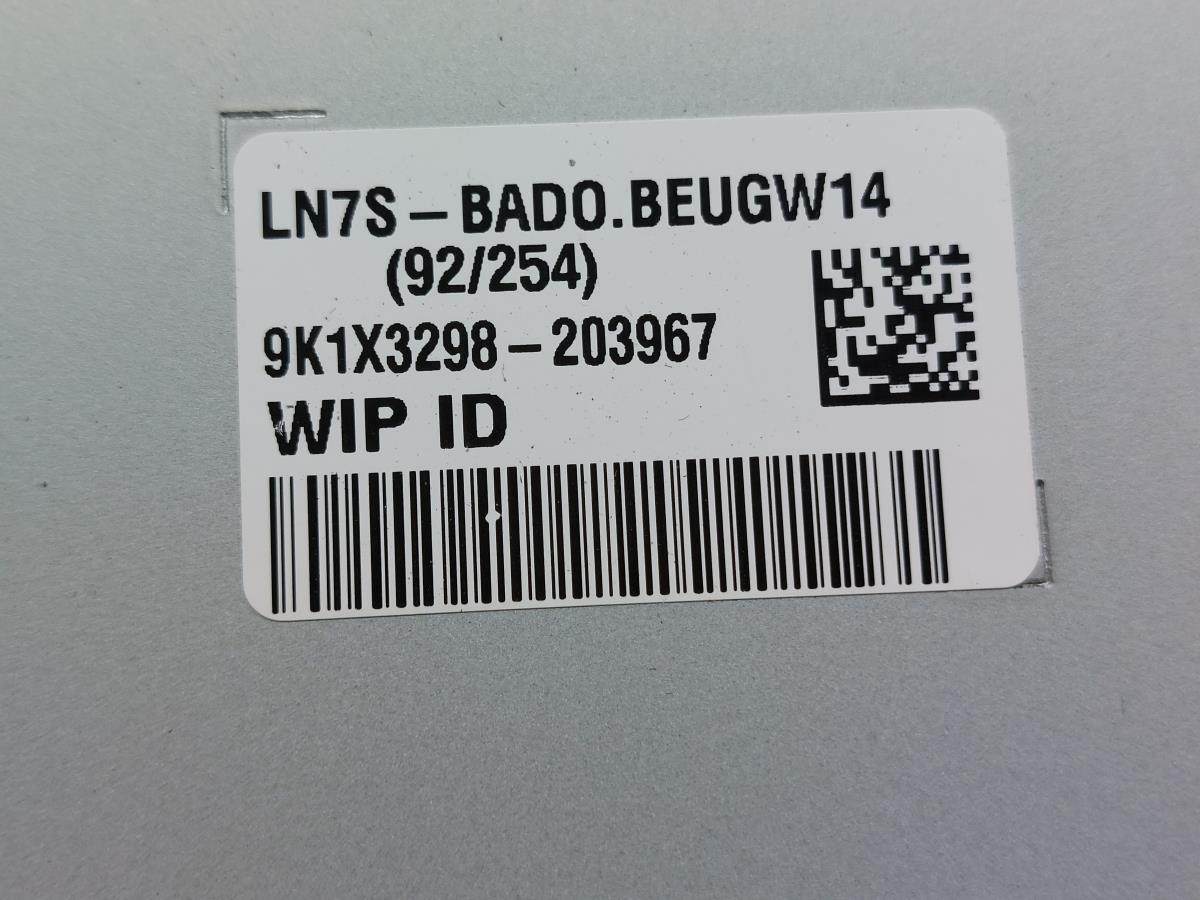 LN7S-BADO.BEUGW14
(92/254)
9K1X3298-203967
WIP ID